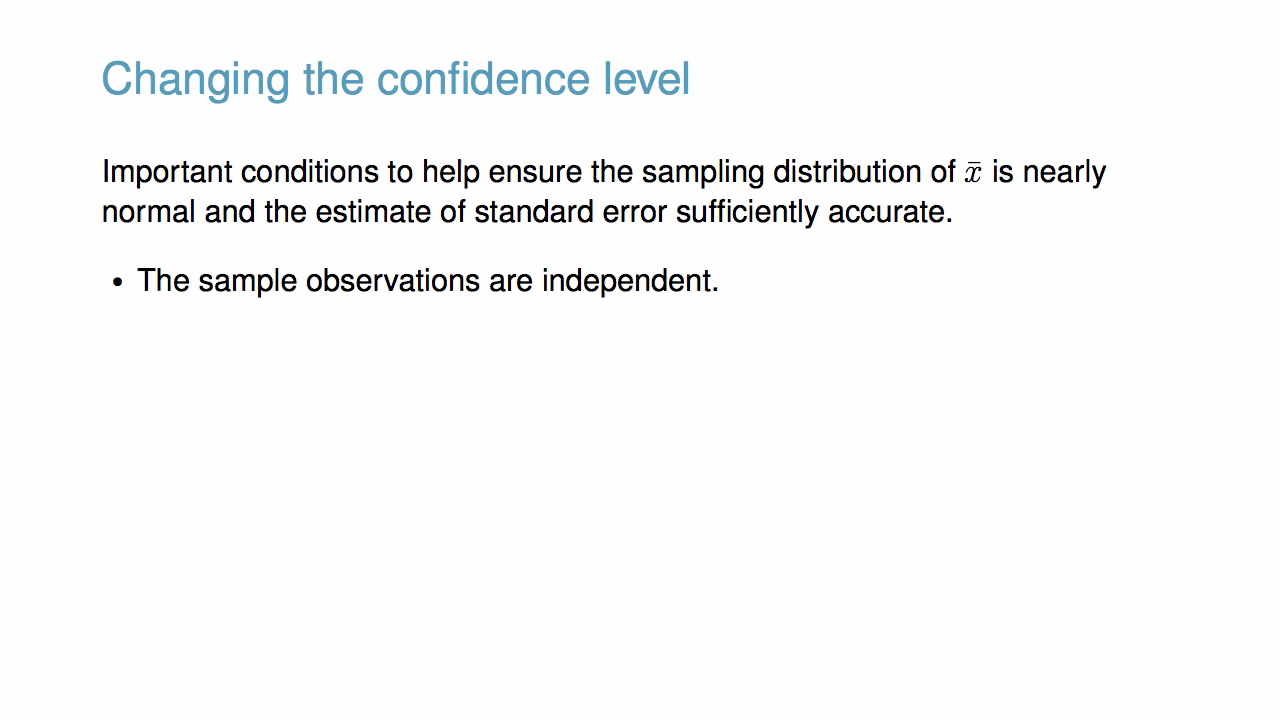 Changing the confidence level
Important conditions to help ensure the sampling distribution of x̄ is nearly
normal and the estimate of standard error sufficiently accurate.
• The sample observations are independent.